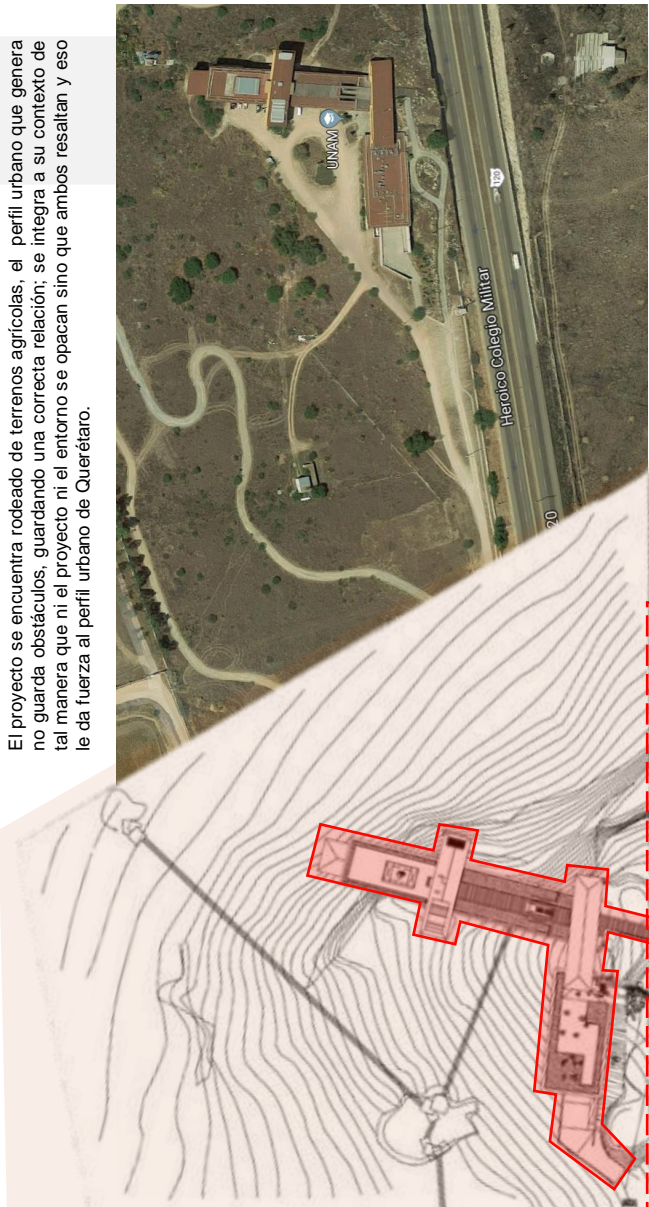 El proyecto se encuentra rodeado de terrenos agrícolas, el perfil urbano que genera
no guarda obstáculos, guardando una correcta relación; se integra a su contexto de
tal manera que ni el proyecto ni el entorno se opacan sino que ambos resaltan y eso
le da fuerza al perfil urbano de Querétaro.
UNAM
120
Heroico Colegio Militar
20